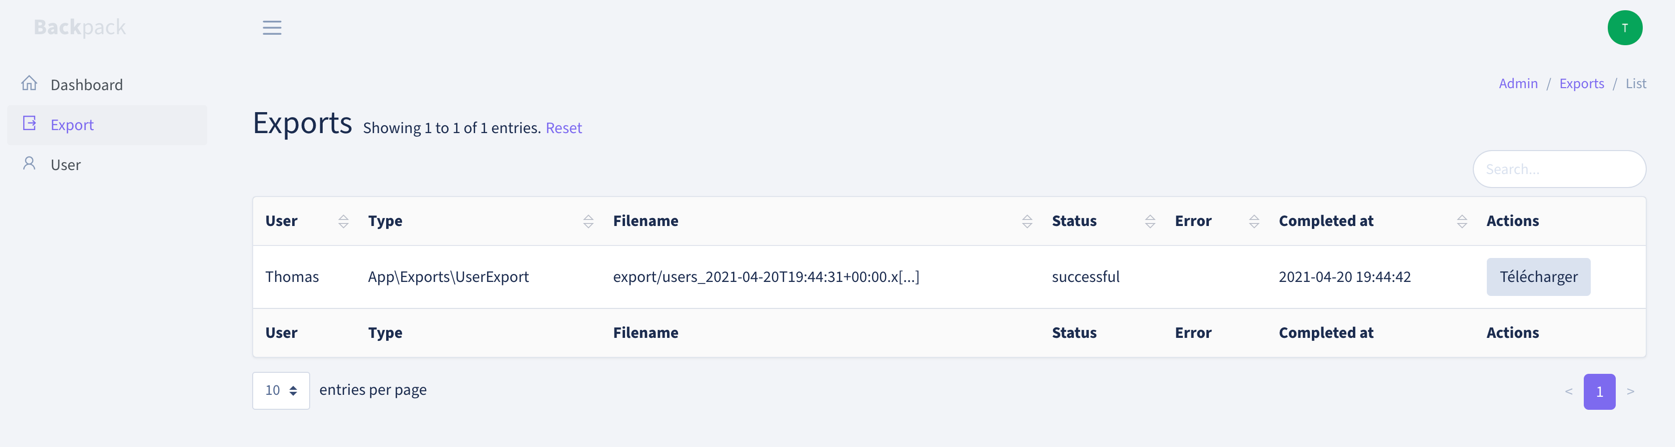 Backpack
T
Dashboard
Export
User
Admin / Exports / List
Exports Showing 1 to 1 of 1 entries. Reset
Search...
User Type Filename Status Error Completed at Actions
Thomas App\Exports\UserExport export/users_2021-04-20T19:44:31+00:00.x[...] successful 2021-04-20 19:44:42 Télécharger
User Type Filename Status Error Completed at Actions
10 entries per page
< 1 >